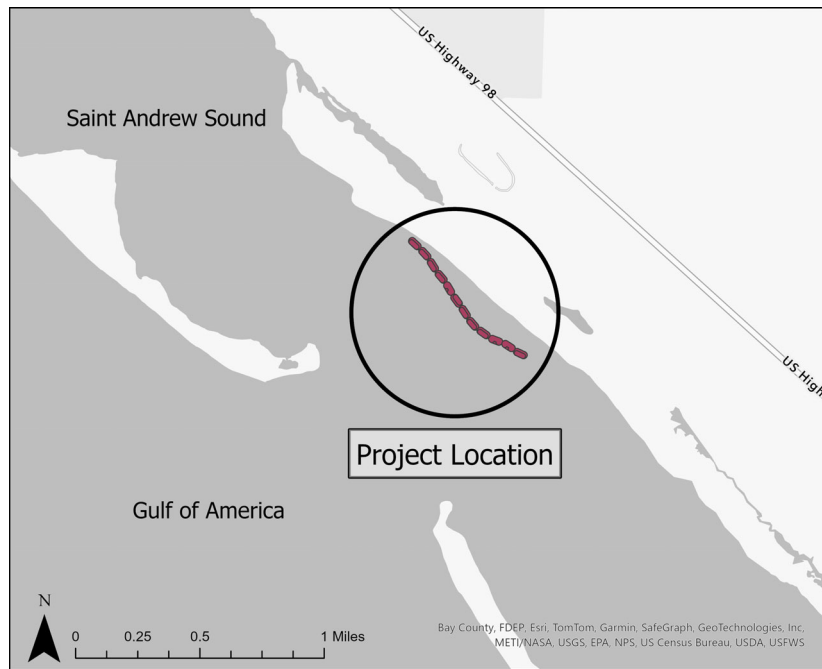 US Highway 98
Saint Andrew Sound
US High
Project Location
Gulf of America
N
0 0.25 0.5 1 Miles
Bay County, FDEP, Esri, TomTom, Garmin, SafeGraph, GeoTechnologies, Inc,
METI/NASA, USGS, EPA, NPS, US Census Bureau, USDA, USFWS